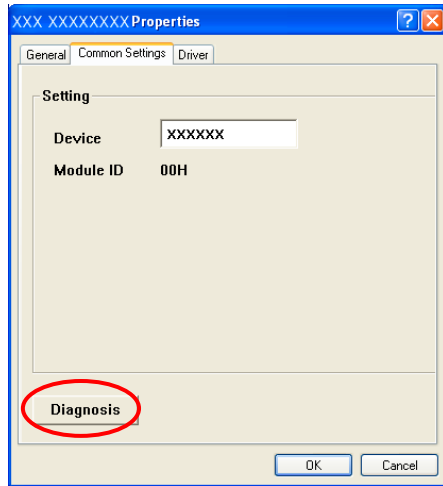 XXX XXXXXXXX Properties
General Common Settings Driver
Setting
Device XXXXXX
Module ID 00H
Diagnosis
OK Cancel